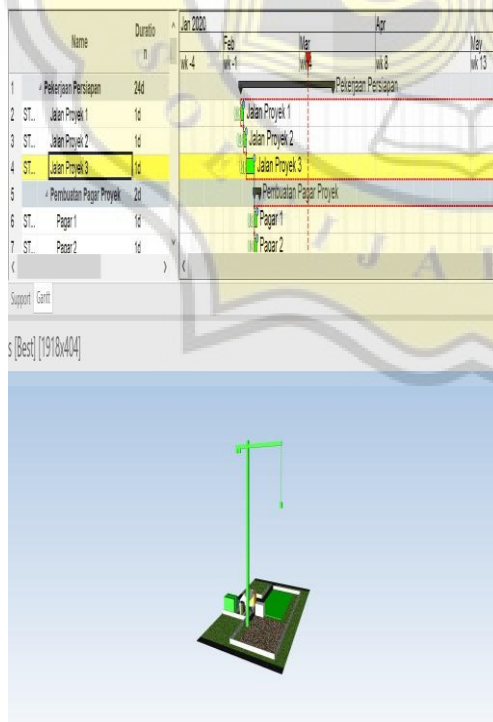 Name Duratio n
Jan 2020 Apr
Feb Mar May
wk -4 wk -1 wk 8 wk 13
1 Pekerjaan Persiapan 24d Pekerjaan Persiapan
2 ST... Jalan Proyek 1 1d Jalan Proyek 1
3 ST... Jalan Proyek 2 1d Jalan Proyek 2
4 ST... Jalan Proyek 3 1d Jalan Proyek 3
5 Pembuatan Pagar Proyek 2d Pembuatan Pagar Proyek
6 ST... Pagar 1 1d Pagar 1
7 ST... Pagar 2 1d Pagar 2
Support Gantt
s [Best] [1918x404]